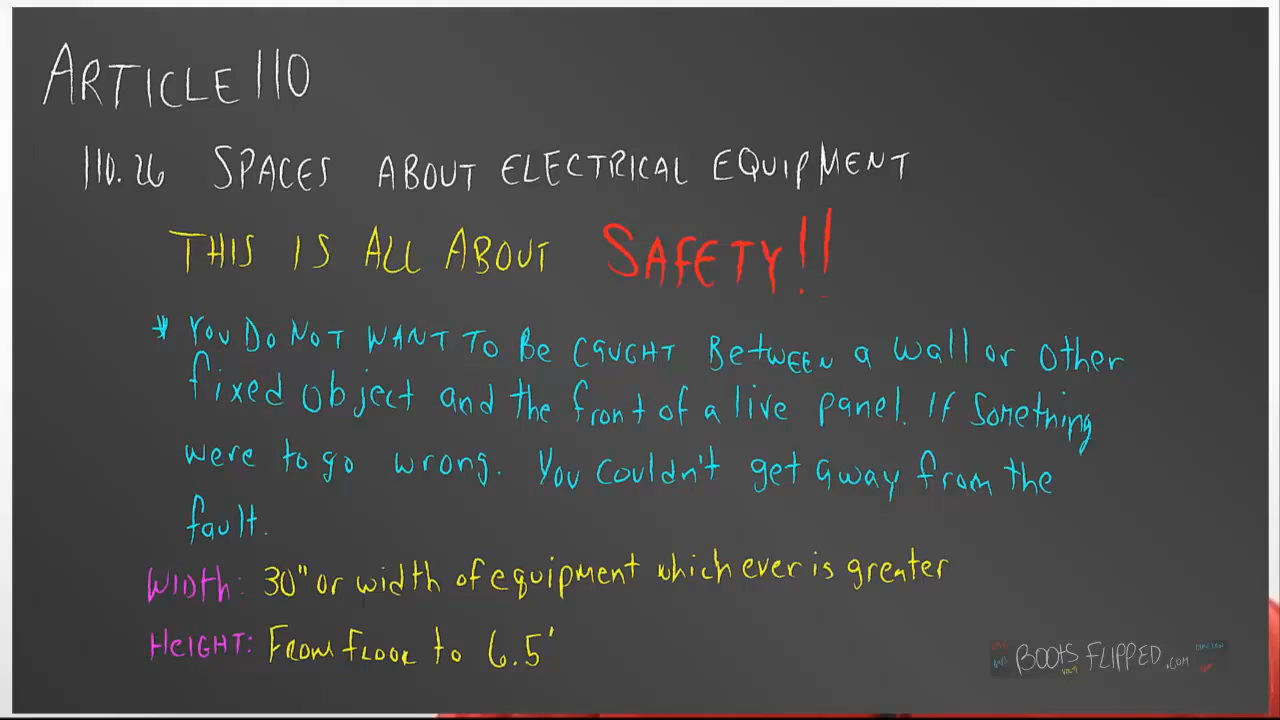 ARTICLE 110
110.26 SPACES ABOUT ELECTRICAL EQUIPMENT
THIS IS ALL ABOUT SAFETY!!
* YOU DO NOT WANT TO BE CAUGHT BETWEEN a wall or other
fixed object and the front of a live panel. If Something
were to go wrong. You couldn't get away from the
fault.
WIDTH: 30" or width of equipment which ever is greater
HEIGHT: FROM FLOOR to 6.5'
BOOTS FLIPPED.COM